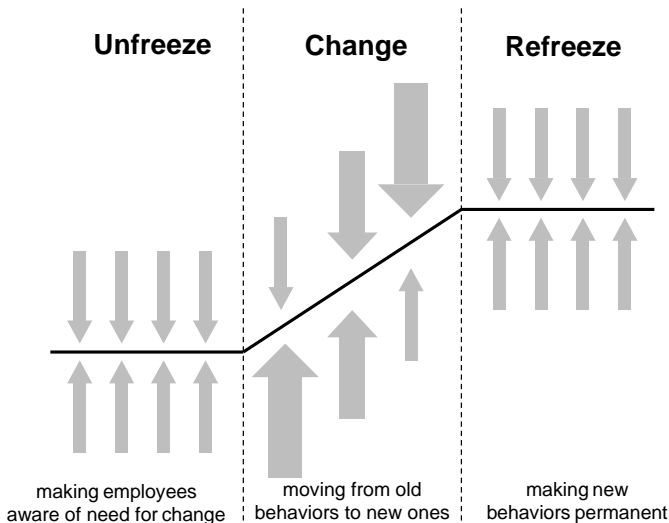 Unfreeze
Change
Refreeze
making employees
aware of need for change
moving from old
behaviors to new ones
making new
behaviors permanent